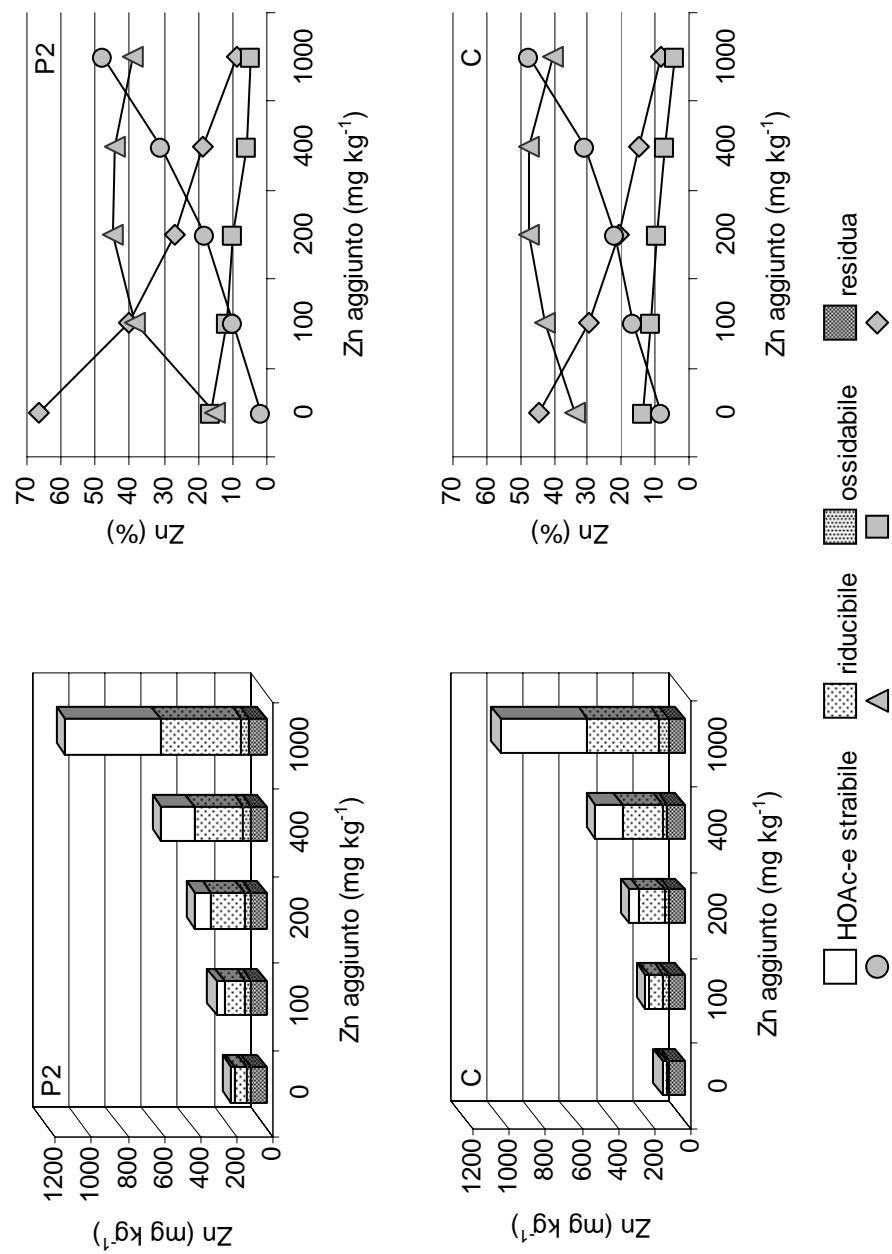 P2
1200
1000
800
600
400
200
0
Zn (mg kg-1)
0 100 200 400 1000
Zn aggiunto (mg kg-1)
P2
70
60
50
40
30
20
10
0
Zn (%)
0 100 200 400 1000
Zn aggiunto (mg kg-1)
C
1200
1000
800
600
400
200
0
Zn (mg kg-1)
0 100 200 400 1000
Zn aggiunto (mg kg-1)
C
70
60
50
40
30
20
10
0
Zn (%)
0 100 200 400 1000
Zn aggiunto (mg kg-1)
HOAc-e straibile riducibile ossidabile residua